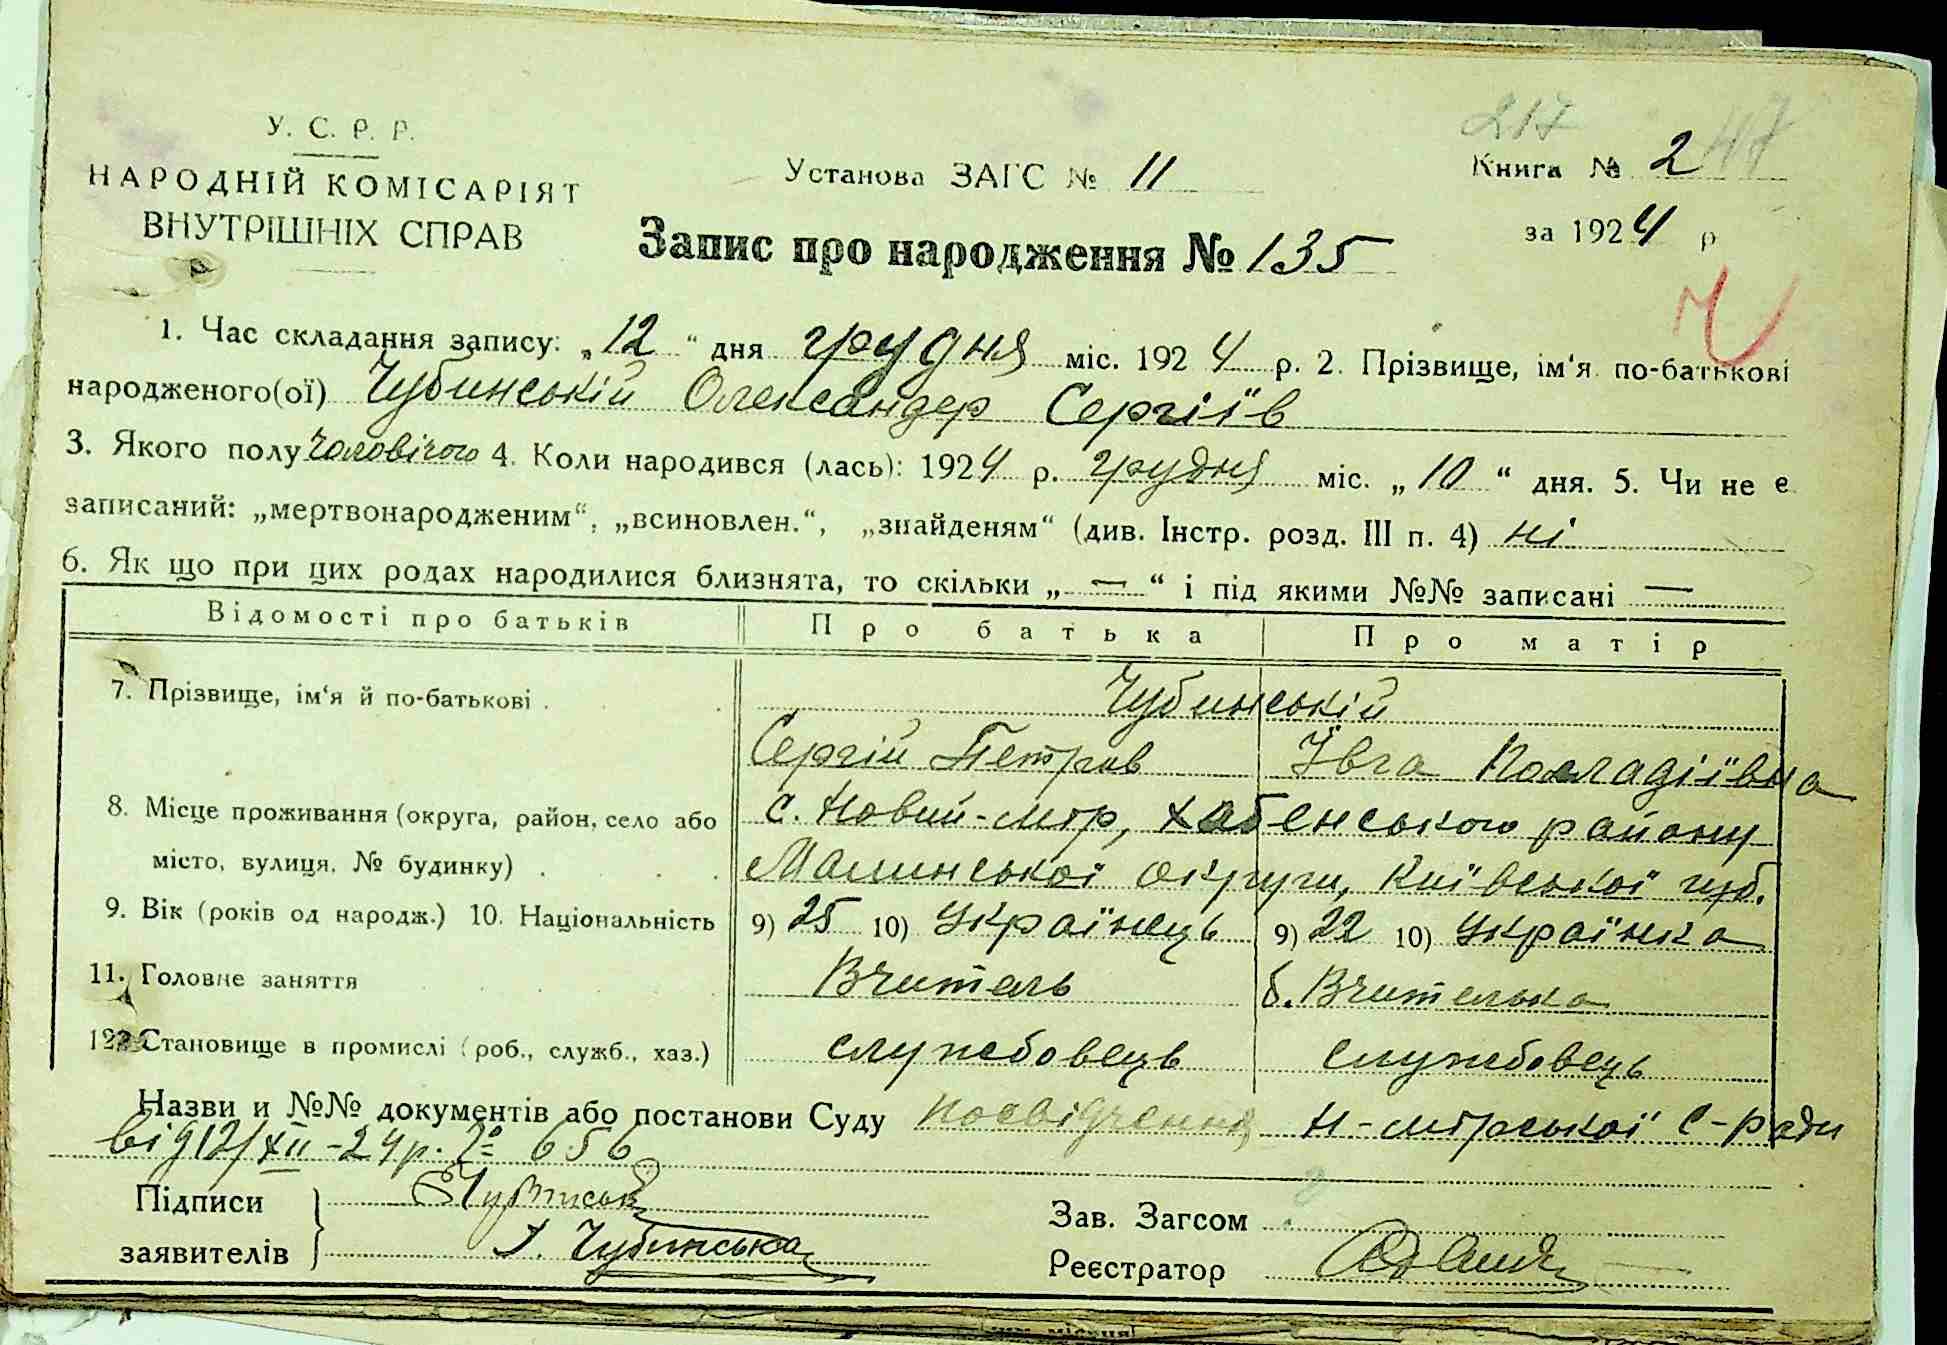 217 47
У. С. Р. Р.
НАРОДНІЙ КОМІСАРІЯТ
ВНУТРІШНІХ СПРАВ
Установа ЗАГС № 11
Книга № 2
за 1924 р
Запис про народження № 135
1. Час складання запису: „12“ дня грудня міс. 1924 р. 2. Прізвище, ім'я по-батькові
народженого(ої) Чубинській Олександер Сергіїв
3. Якого полу чоловічого 4. Коли народився (лась): 1924 р. грудня міс. „10“ дня. 5. Чи не є
записаний: „мертвонародженим“, „всиновлен.“, „знайденям“ (див. Інстр. розд. III п. 4) ні
6. Як що при цих родах народилися близнята, то скільки „—“ і під якими №№ записані —
Відомості про батьків Про батька Про матір
7. Прізвище, ім'я й по-батькові . Чубинській
Сергій Петров Ївга Палладіївна
8. Місце проживання (округа, район, село або с. Новий-Мір, Хабенського району
місто, вулиця, № будинку) . Малинської округи, Київської губ.
9. Вік (років од народж.) 10. Національність 9) 25 10) Українець 9) 22 10) Українка
11. Головне заняття Вчитель б. Вчителька
12. Становище в промислі (роб., служб., хаз.) службовець службовець
Назви и №№ документів або постанови Суду Посвідчення Н-Мірської С-Ради
від 12/XII-24 р. № 656
Підписи
заявителів
І. Чубинська
Зав. Загсом
Реєстратор